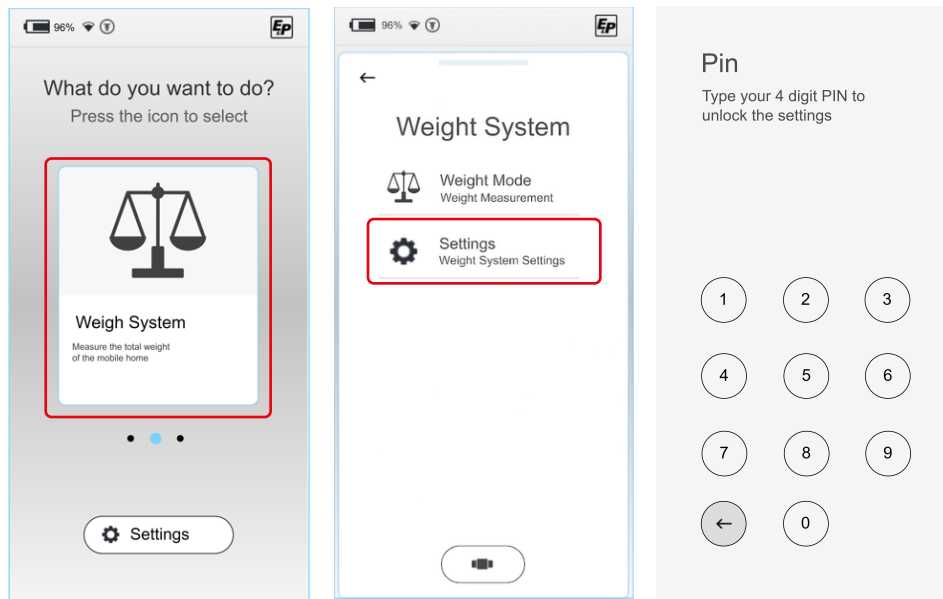 96%
E&P
What do you want to do?
Press the icon to select
Weigh System
Measure the total weight
of the mobile home
Settings
96%
E&P
Weight System
Weight Mode
Weight Measurement
Settings
Weight System Settings
Pin
Type your 4 digit PIN to
unlock the settings
1 2 3
4 5 6
7 8 9
0